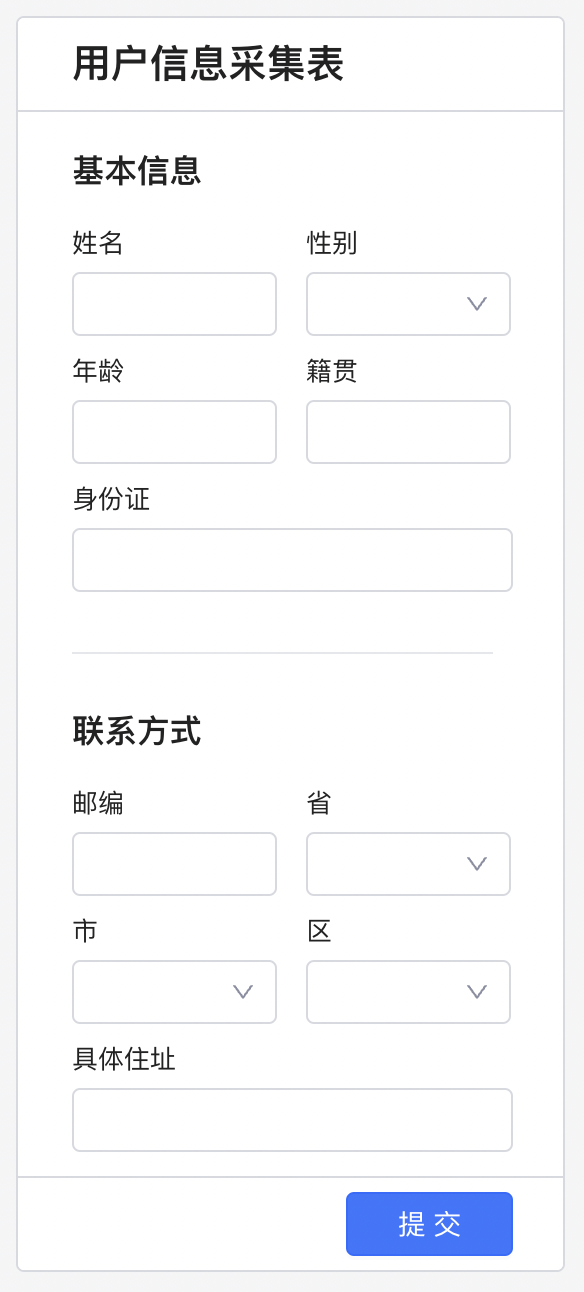 用户信息采集表
基本信息
姓名 性别
年龄 籍贯
身份证
联系方式
邮编 省
市 区
具体住址
提 交